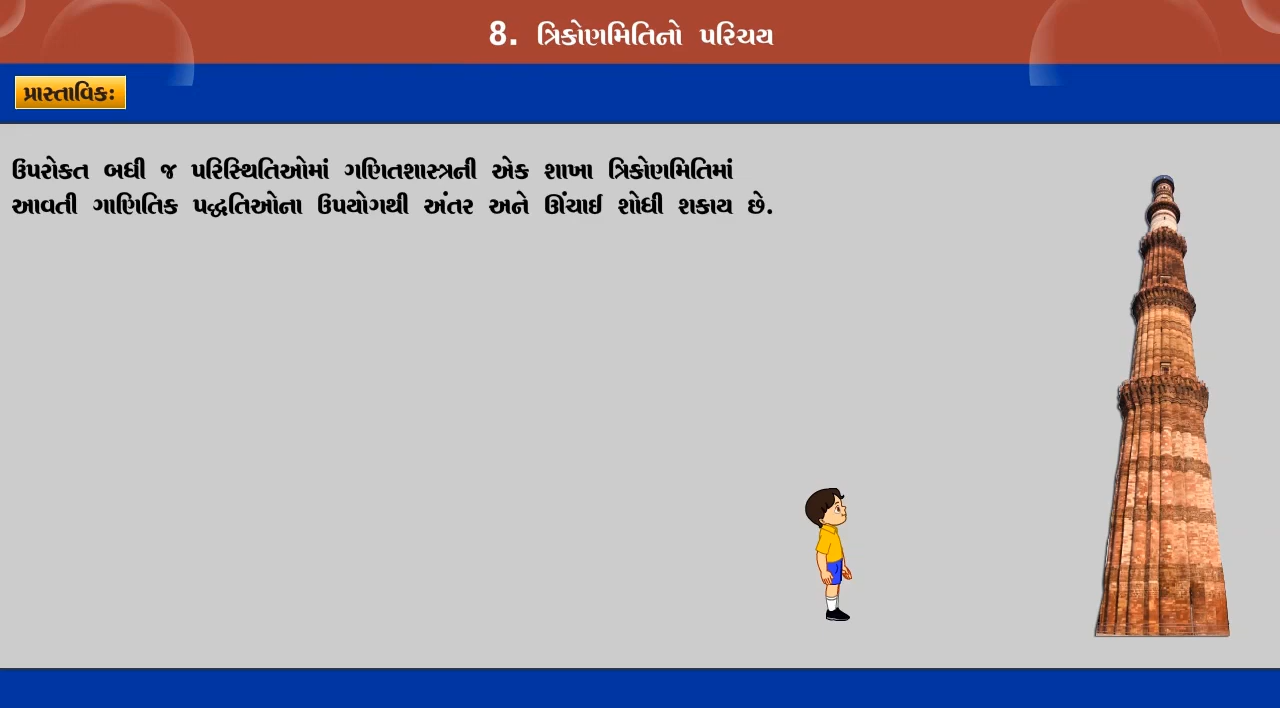 8. ત્રિકોણમિતિનો પરિચય
પ્રાસ્તાવિકઃ
ઉપરોકત બધી જ પરિસ્થિતિઓમાં ગણિતશાસ્ત્રની એક શાખા ત્રિકોણમિતિમાં
આવતી ગાણિતિક પદ્ધતિઓના ઉપયોગથી અંતર અને ઊંચાઈ શોધી શકાય છે.